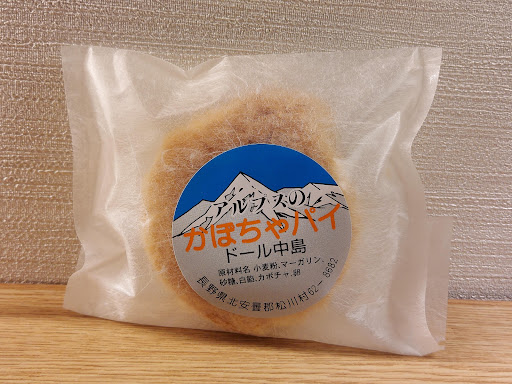 アルプスの
かぼちゃパイ
ドール中島
原材料名 小麦粉、マーガリン、
砂糖、白餡、カボチャ、卵
長野県北安曇郡松川村62-8682